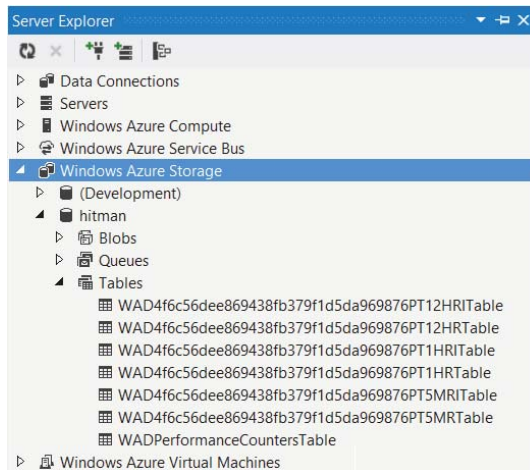 Server Explorer
Data Connections
Servers
Windows Azure Compute
Windows Azure Service Bus
Windows Azure Storage
(Development)
hitman
Blobs
Queues
Tables
WAD4f6c56dee869438fb379f1d5da969876PT12HRITable
WAD4f6c56dee869438fb379f1d5da969876PT12HRTable
WAD4f6c56dee869438fb379f1d5da969876PT1HRITable
WAD4f6c56dee869438fb379f1d5da969876PT1HRTable
WAD4f6c56dee869438fb379f1d5da969876PT5MRITable
WAD4f6c56dee869438fb379f1d5da969876PT5MRTable
WADPerformanceCountersTable
Windows Azure Virtual Machines